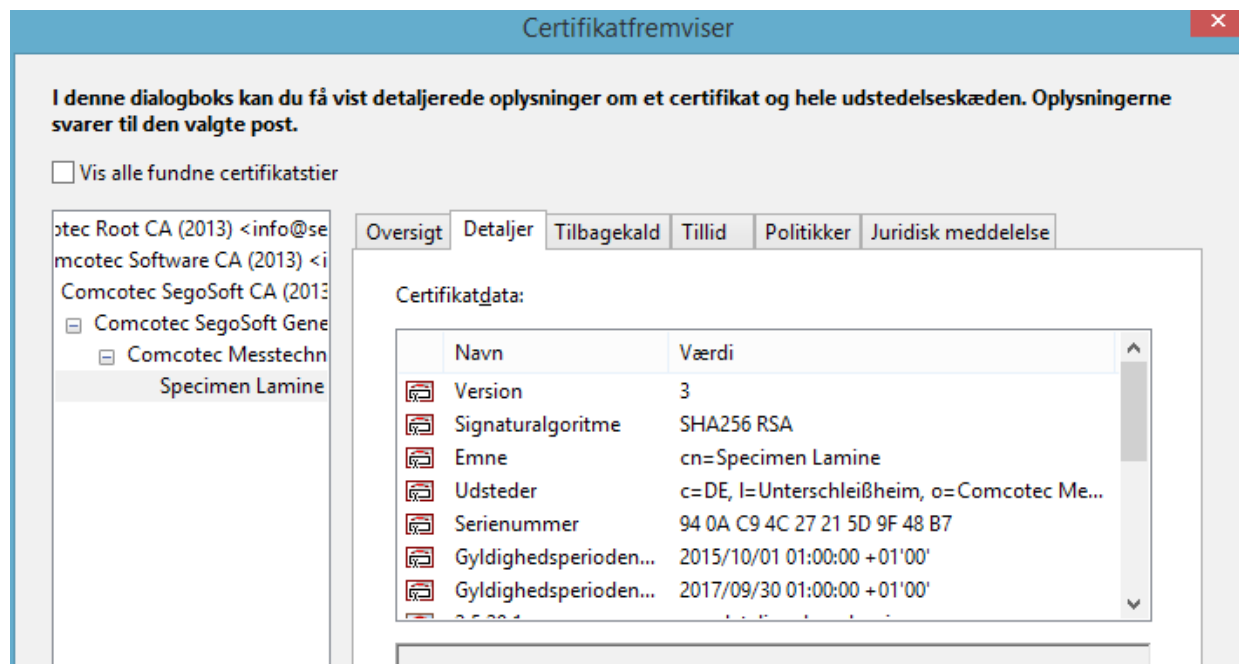 Certifikatfremviser
I denne dialogboks kan du få vist detaljerede oplysninger om et certifikat og hele udstedelseskæden. Oplysningerne
svarer til den valgte post.
Vis alle fundne certifikatstier
otec Root CA (2013) <info@se
mcotec Software CA (2013) <i
Comcotec SegoSoft CA (2013
Comcotec SegoSoft Gene
Comcotec Messtechn
Specimen Lamine
Oversigt Detaljer Tilbagekald Tillid Politikker Juridisk meddelelse
Certifikatdata:
Navn Værdi
Version 3
Signaturalgoritme SHA256 RSA
Emne cn=Specimen Lamine
Udsteder c=DE, l=Unterschleißheim, o=Comcotec Me...
Serienummer 94 0A C9 4C 27 21 5D 9F 48 B7
Gyldighedsperioden... 2015/10/01 01:00:00 +01'00'
Gyldighedsperioden... 2017/09/30 01:00:00 +01'00'